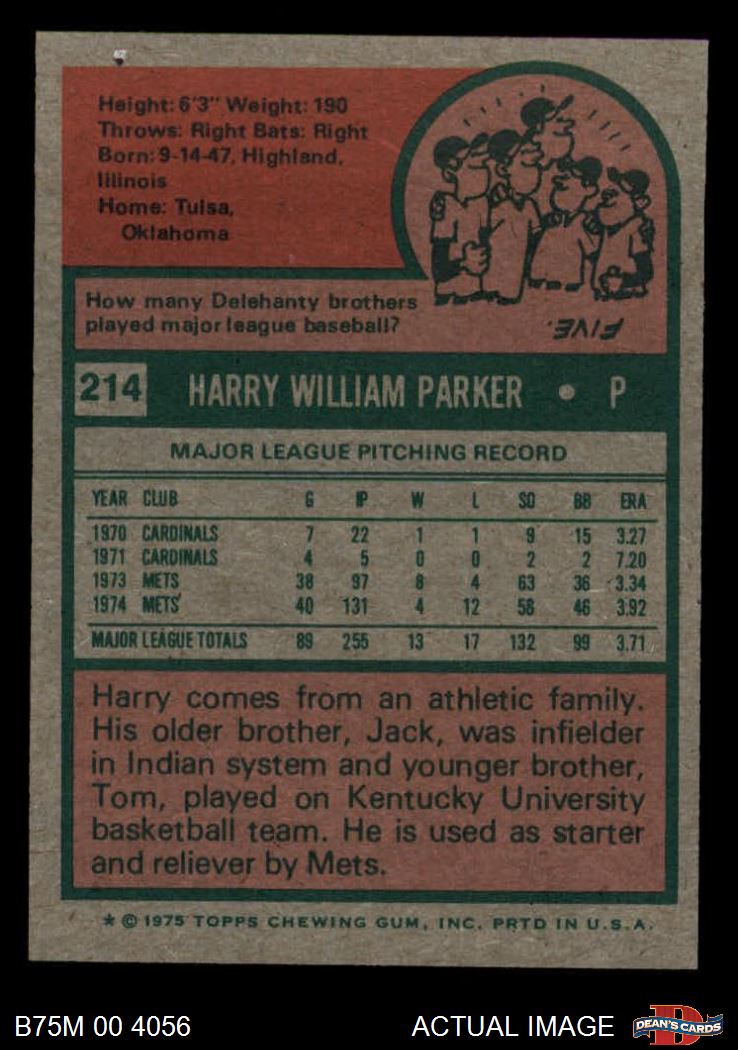 Height: 6'3" Weight: 190
Throws: Right Bats: Right
Born: 9-14-47, Highland,
Illinois
Home: Tulsa,
Oklahoma
How many Delehanty brothers
played major league baseball?
FIVE.
214 HARRY WILLIAM PARKER • P
MAJOR LEAGUE PITCHING RECORD
YEAR CLUB G IP W L SO BB ERA
1970 CARDINALS 7 22 1 1 9 15 3.27
1971 CARDINALS 4 5 0 0 2 2 7.20
1973 METS 38 97 8 4 63 36 3.34
1974 METS 40 131 4 12 58 46 3.92
MAJOR LEAGUE TOTALS 89 255 13 17 132 99 3.71
Harry comes from an athletic family.
His older brother, Jack, was infielder
in Indian system and younger brother,
Tom, played on Kentucky University
basketball team. He is used as starter
and reliever by Mets.
* © 1975 TOPPS CHEWING GUM, INC. PRTD IN U.S.A.
B75M 00 4056 ACTUAL IMAGE DEAN'S CARDS